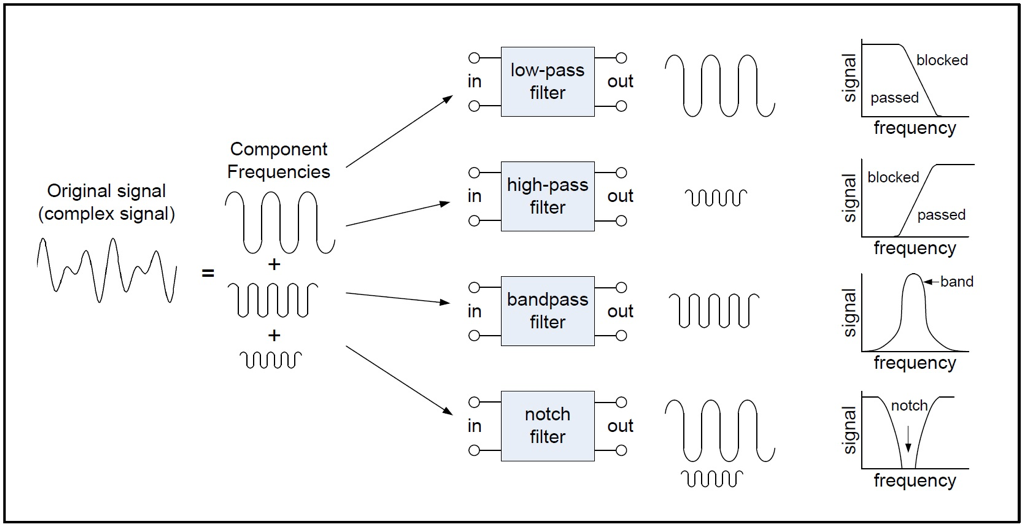 Original signal
(complex signal)
=
Component
Frequencies
+
+
in
low-pass
filter
out
signal
blocked
passed
frequency
in
high-pass
filter
out
signal
blocked
passed
frequency
in
bandpass
filter
out
signal
band
frequency
in
notch
filter
out
signal
notch
frequency